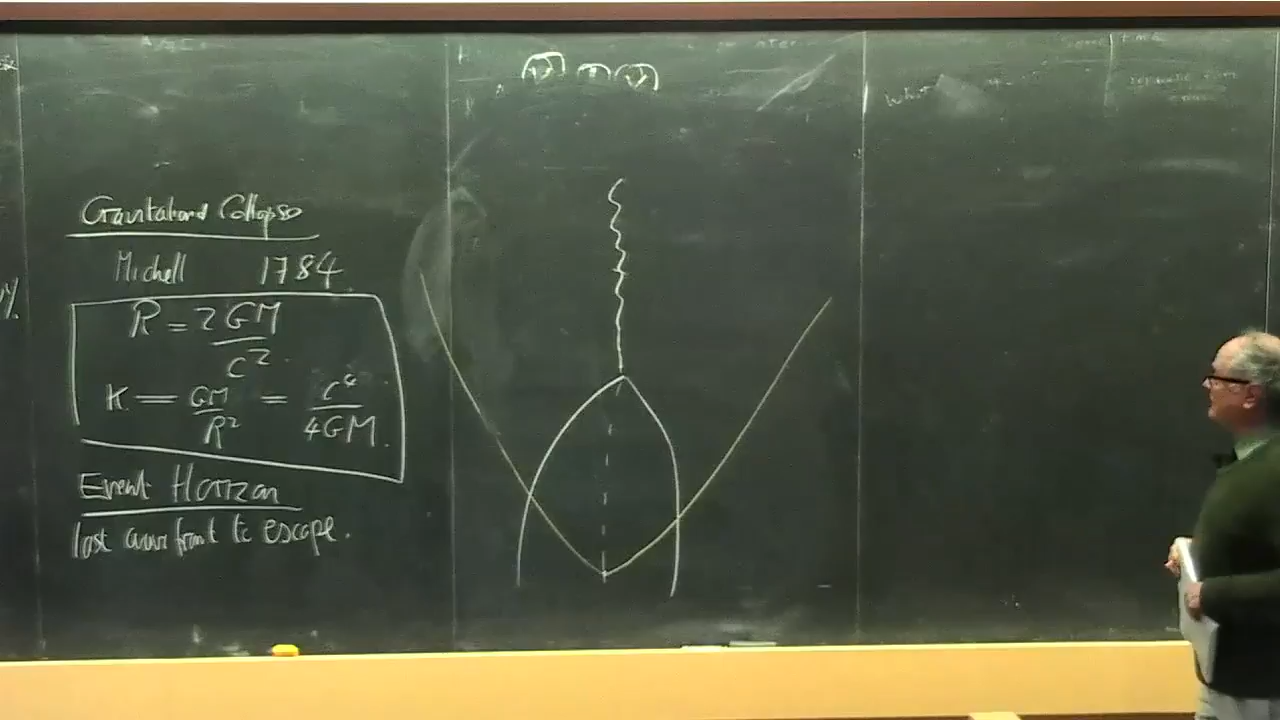 Gravitational Collapse
Michell 1784
R = 2GM / c²
K = GM / R² = c⁴ / 4GM
Event Horizon
last wavefront to escape.